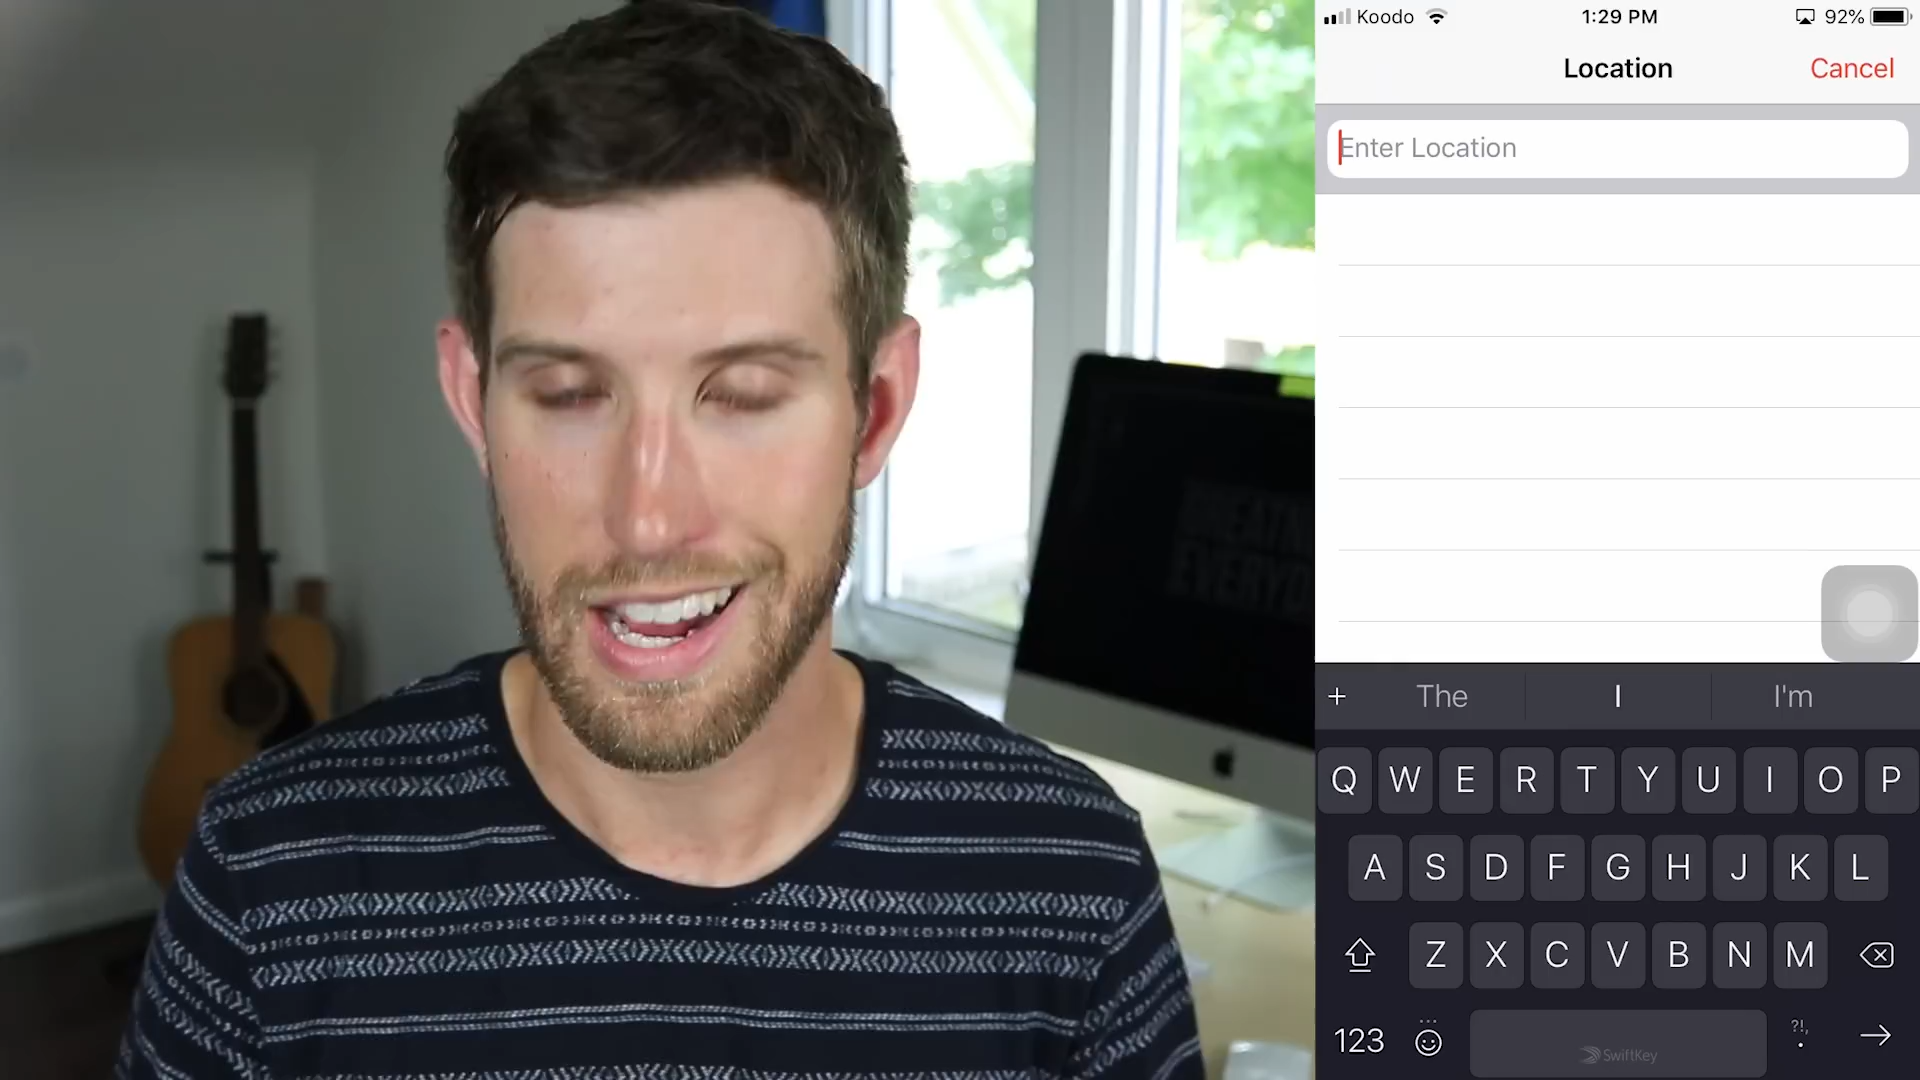 Koodo 1:29 PM 92%
Location Cancel
Enter Location
+ The I I'm
Q W E R T Y U I O P
A S D F G H J K L
Z X C V B N M
123 ?!,
.
SwiftKey